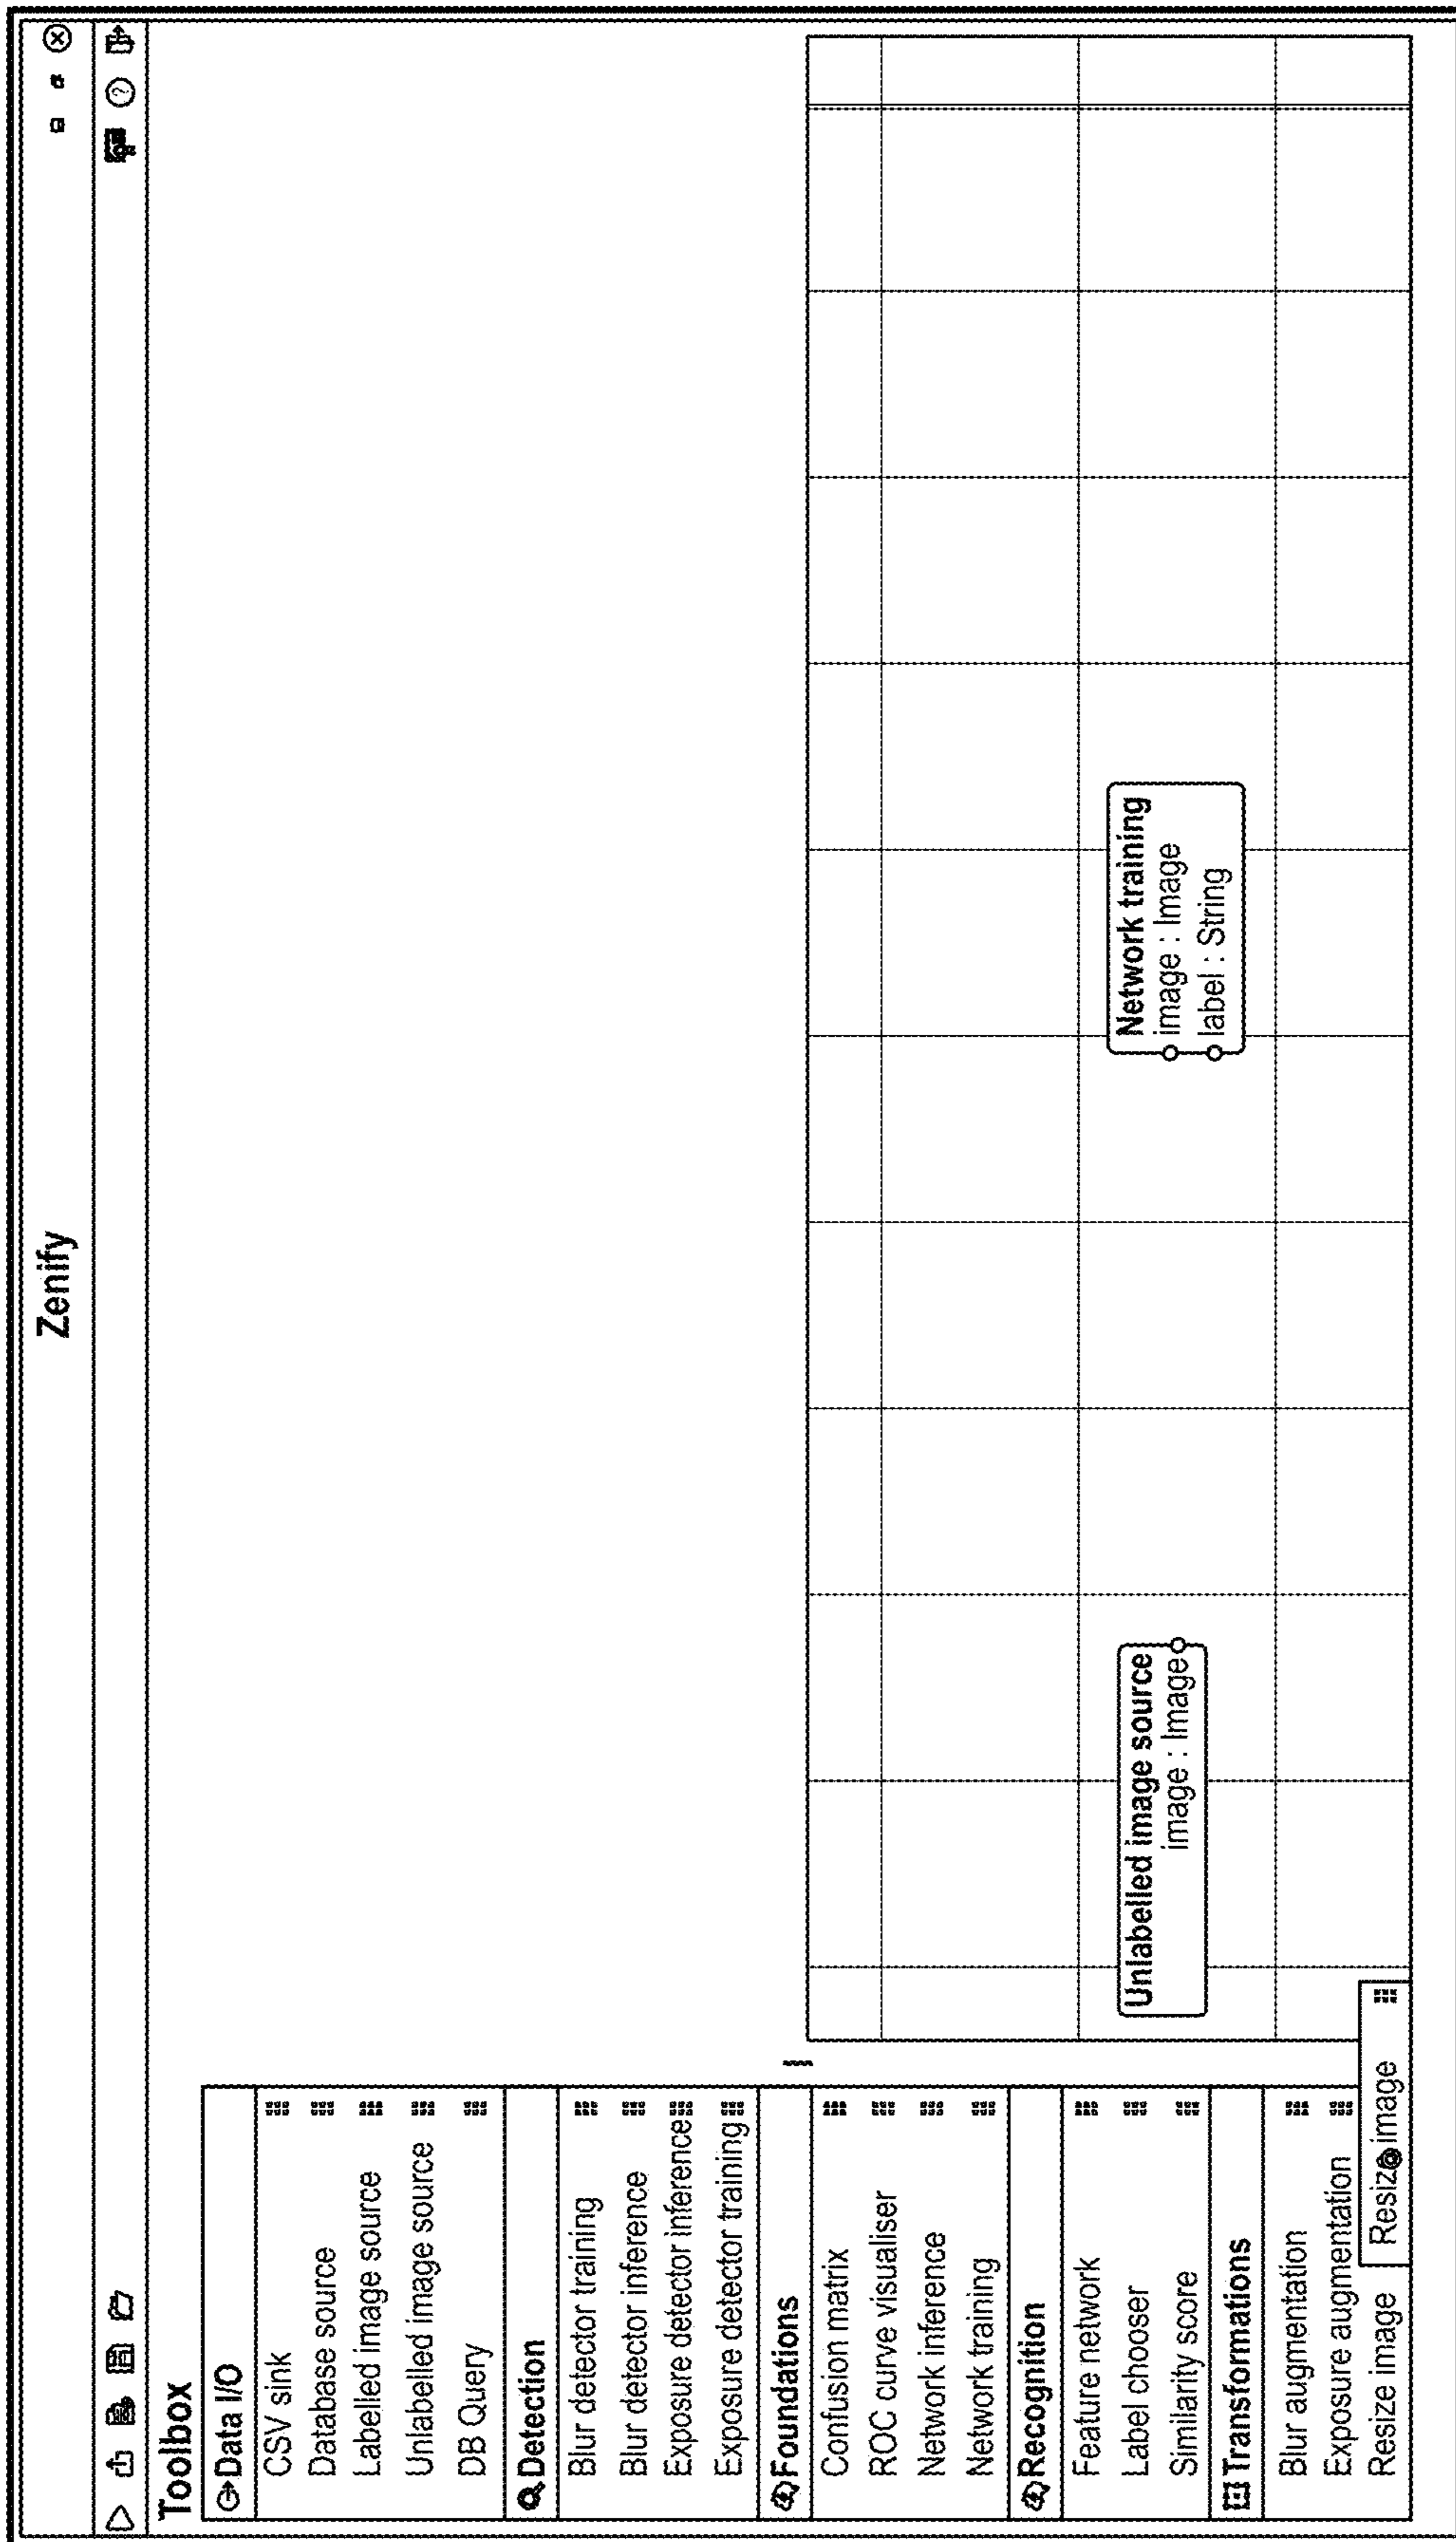 Zenify
Toolbox
Data I/O
CSV sink
Database source
Labelled image source
Unlabelled image source
DB Query
Detection
Blur detector training
Blur detector inference
Exposure detector inference
Exposure detector training
Foundations
Confusion matrix
ROC curve visualiser
Network inference
Network training
Recognition
Feature network
Label chooser
Similarity score
Transformations
Blur augmentation
Exposure augmentation
Resize image
Resize image
Unlabelled image source
image : Image
Network training
image : Image
label : String